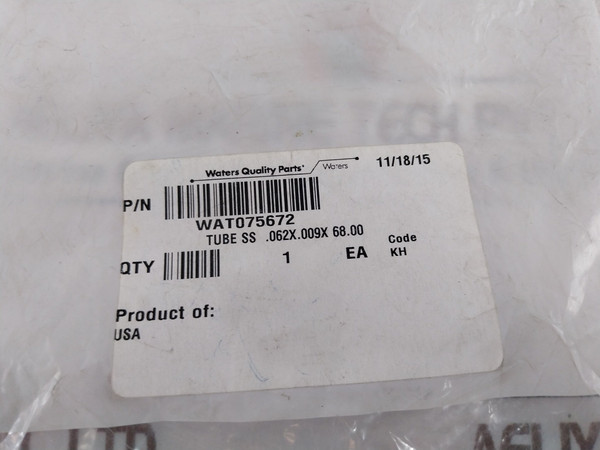 Waters Quality Parts Waters 11/18/15
P/N
WAT075672
TUBE SS .062X.009X 68.00
QTY 1 EA Code
KH
Product of:
USA